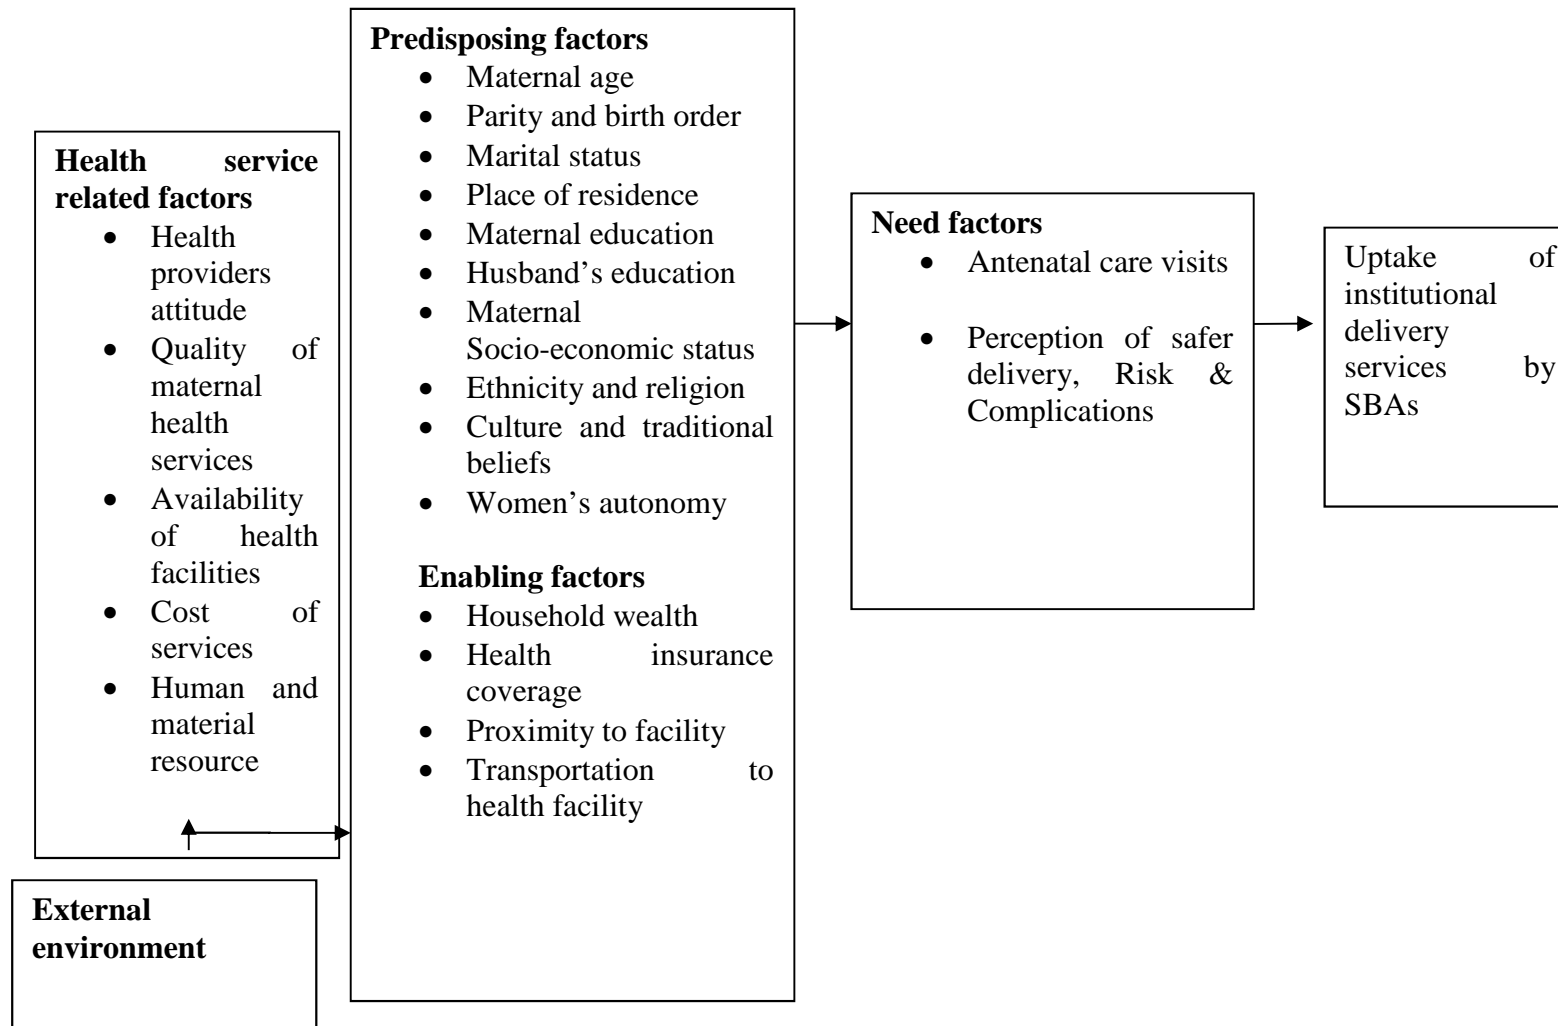 Health service
related factors
• Health
providers
attitude
• Quality of
maternal
health
services
• Availability
of health
facilities
• Cost of
services
• Human and
material
resource
External
environment
Predisposing factors
• Maternal age
• Parity and birth order
• Marital status
• Place of residence
• Maternal education
• Husband’s education
• Maternal
Socio-economic status
• Ethnicity and religion
• Culture and traditional
beliefs
• Women’s autonomy
Enabling factors
• Household wealth
• Health insurance
coverage
• Proximity to facility
• Transportation to
health facility
Need factors
• Antenatal care visits
• Perception of safer
delivery, Risk &
Complications
Uptake of
institutional
delivery
services by
SBAs